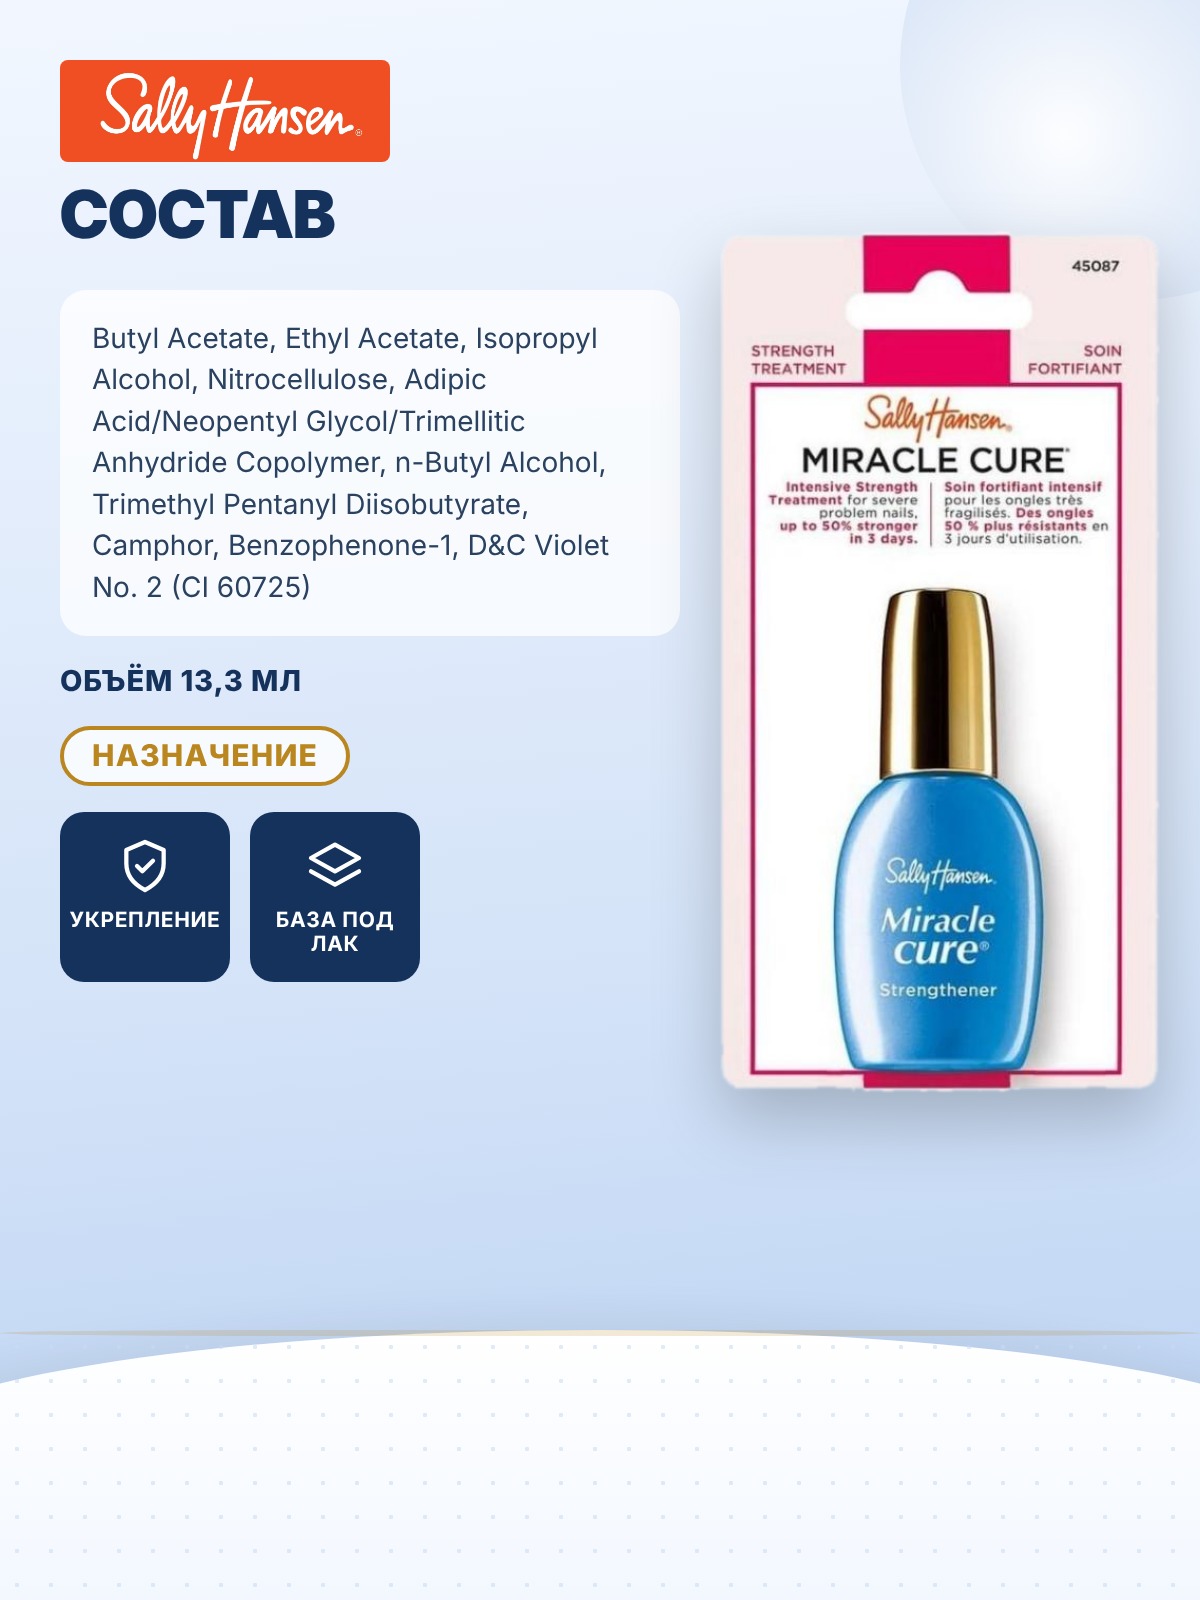 Sally Hansen®
СОСТАВ
Butyl Acetate, Ethyl Acetate, Isopropyl
Alcohol, Nitrocellulose, Adipic
Acid/Neopentyl Glycol/Trimellitic
Anhydride Copolymer, n-Butyl Alcohol,
Trimethyl Pentanyl Diisobutyrate,
Camphor, Benzophenone-1, D&C Violet
No. 2 (CI 60725)
ОБЪЁМ 13,3 МЛ
НАЗНАЧЕНИЕ
УКРЕПЛЕНИЕ
БАЗА ПОД
ЛАК
45087
STRENGTH
TREATMENT
SOIN
FORTIFIANT
Sally Hansen®
MIRACLE CURE
Intensive Strength
Treatment for severe
problem nails,
up to 50% stronger
in 3 days.
Soin fortifiant intensif
pour les ongles très
fragilisés. Des ongles
50 % plus résistants en
3 jours d'utilisation.
Sally Hansen
Miracle
cure®
Strengthener